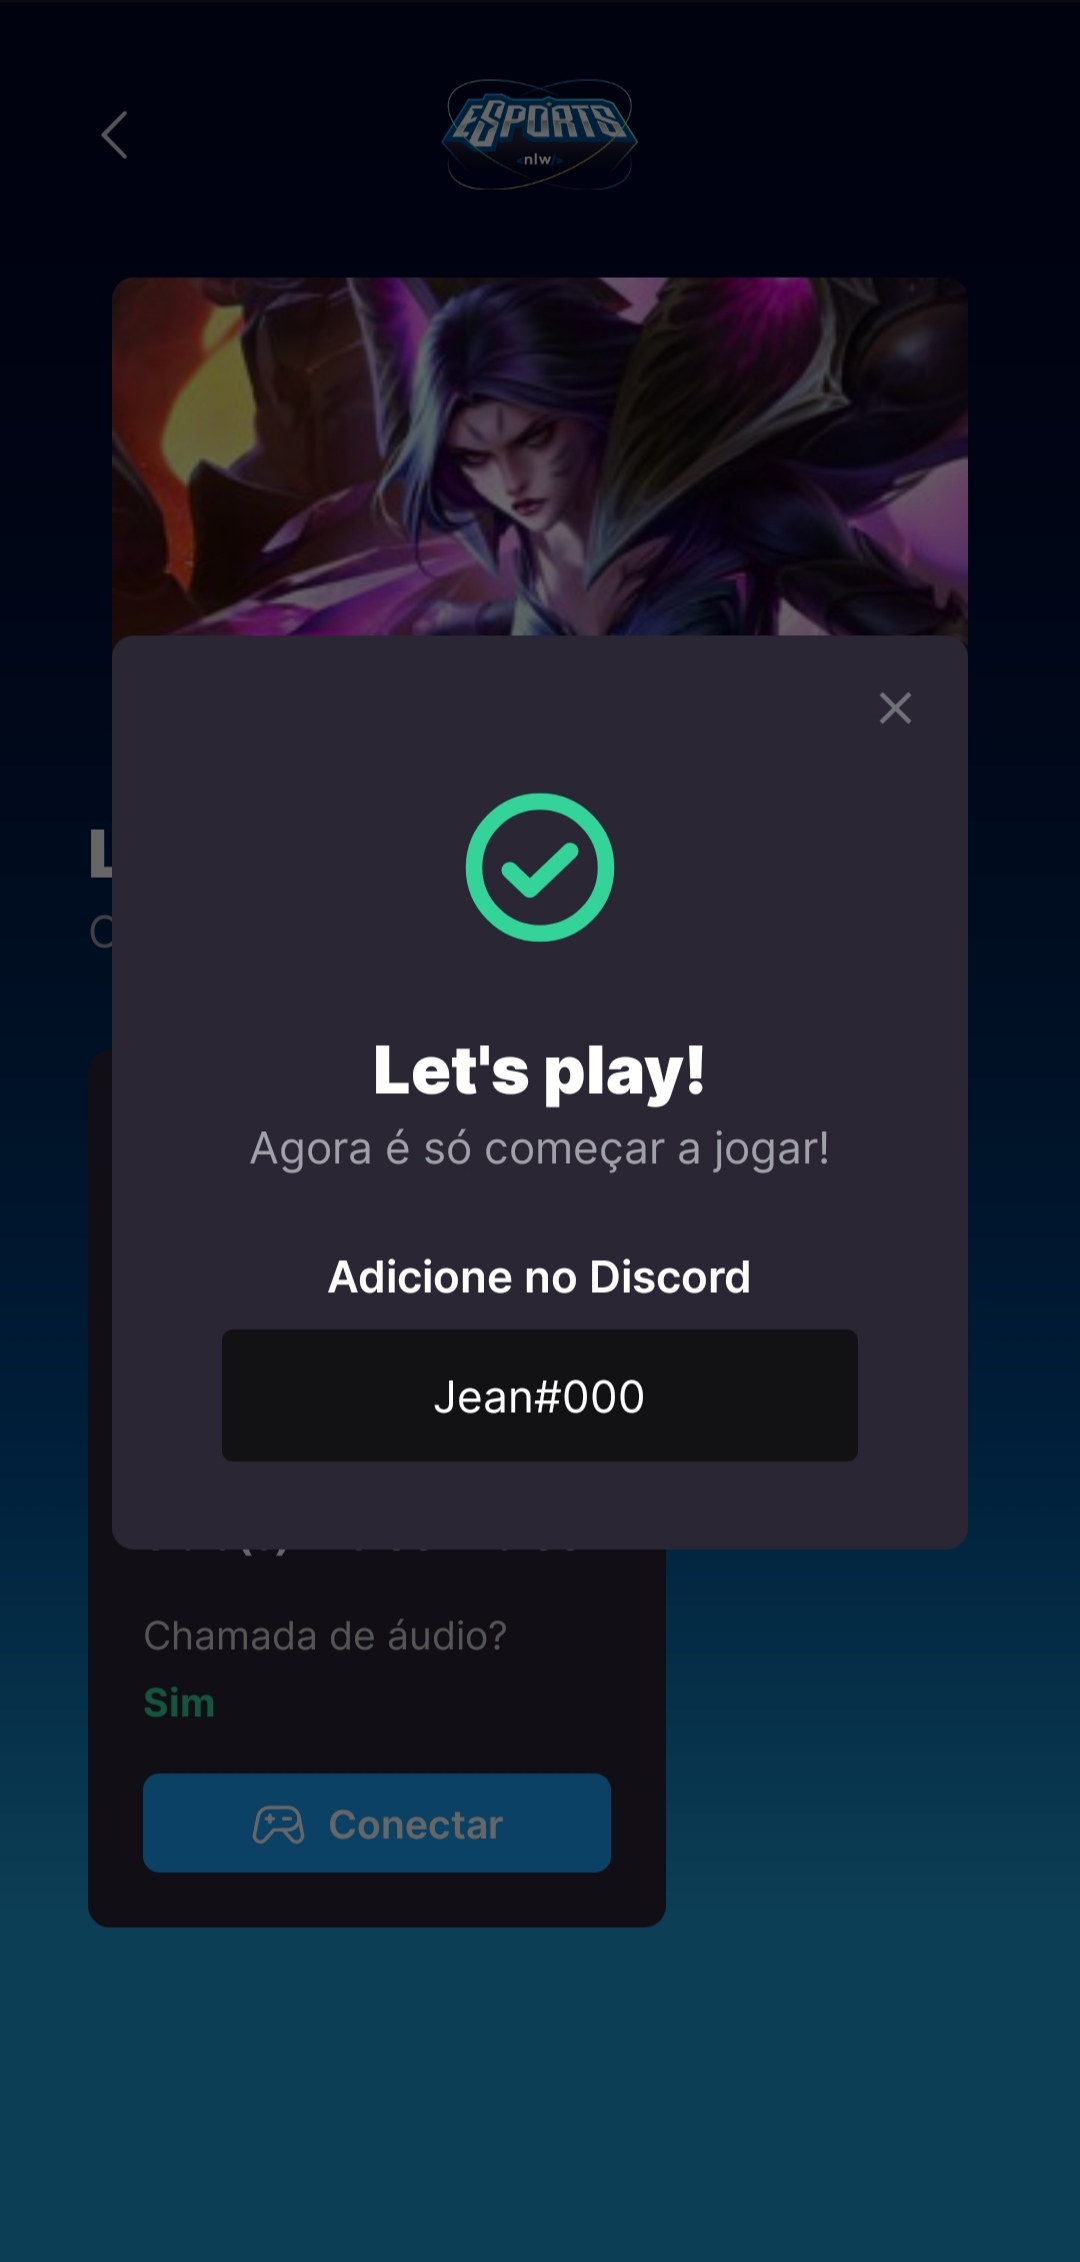 ESPORTS
<nlw/>
Let's play!
Agora é só começar a jogar!
Adicione no Discord
Jean#000
Chamada de áudio?
Sim
Conectar